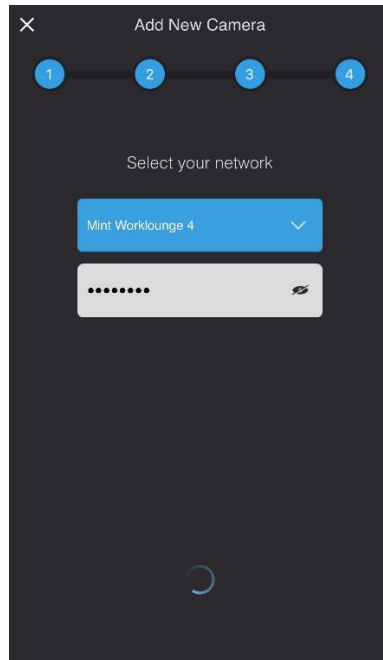 Add New Camera
1 2 3 4
Select your network
Mint Worklounge 4
••••••••